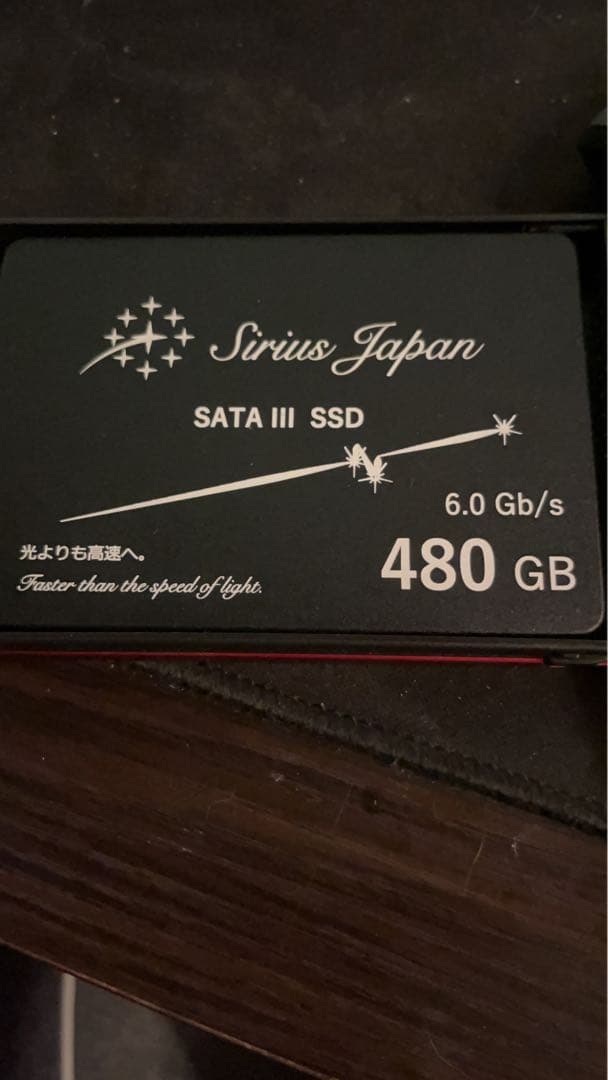 Sirius Japan
SATA III SSD
6.0 Gb/s
光よりも高速へ。
480 GB
Faster than the speed of light.